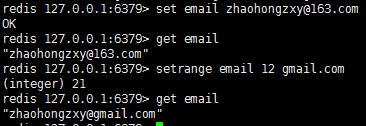 redis 127.0.0.1:6379> set email zhaohongzxy@163.com
OK
redis 127.0.0.1:6379> get email
"zhaohongzxy@163.com"
redis 127.0.0.1:6379> setrange email 12 gmail.com
(integer) 21
redis 127.0.0.1:6379> get email
"zhaohongzxy@gmail.com"